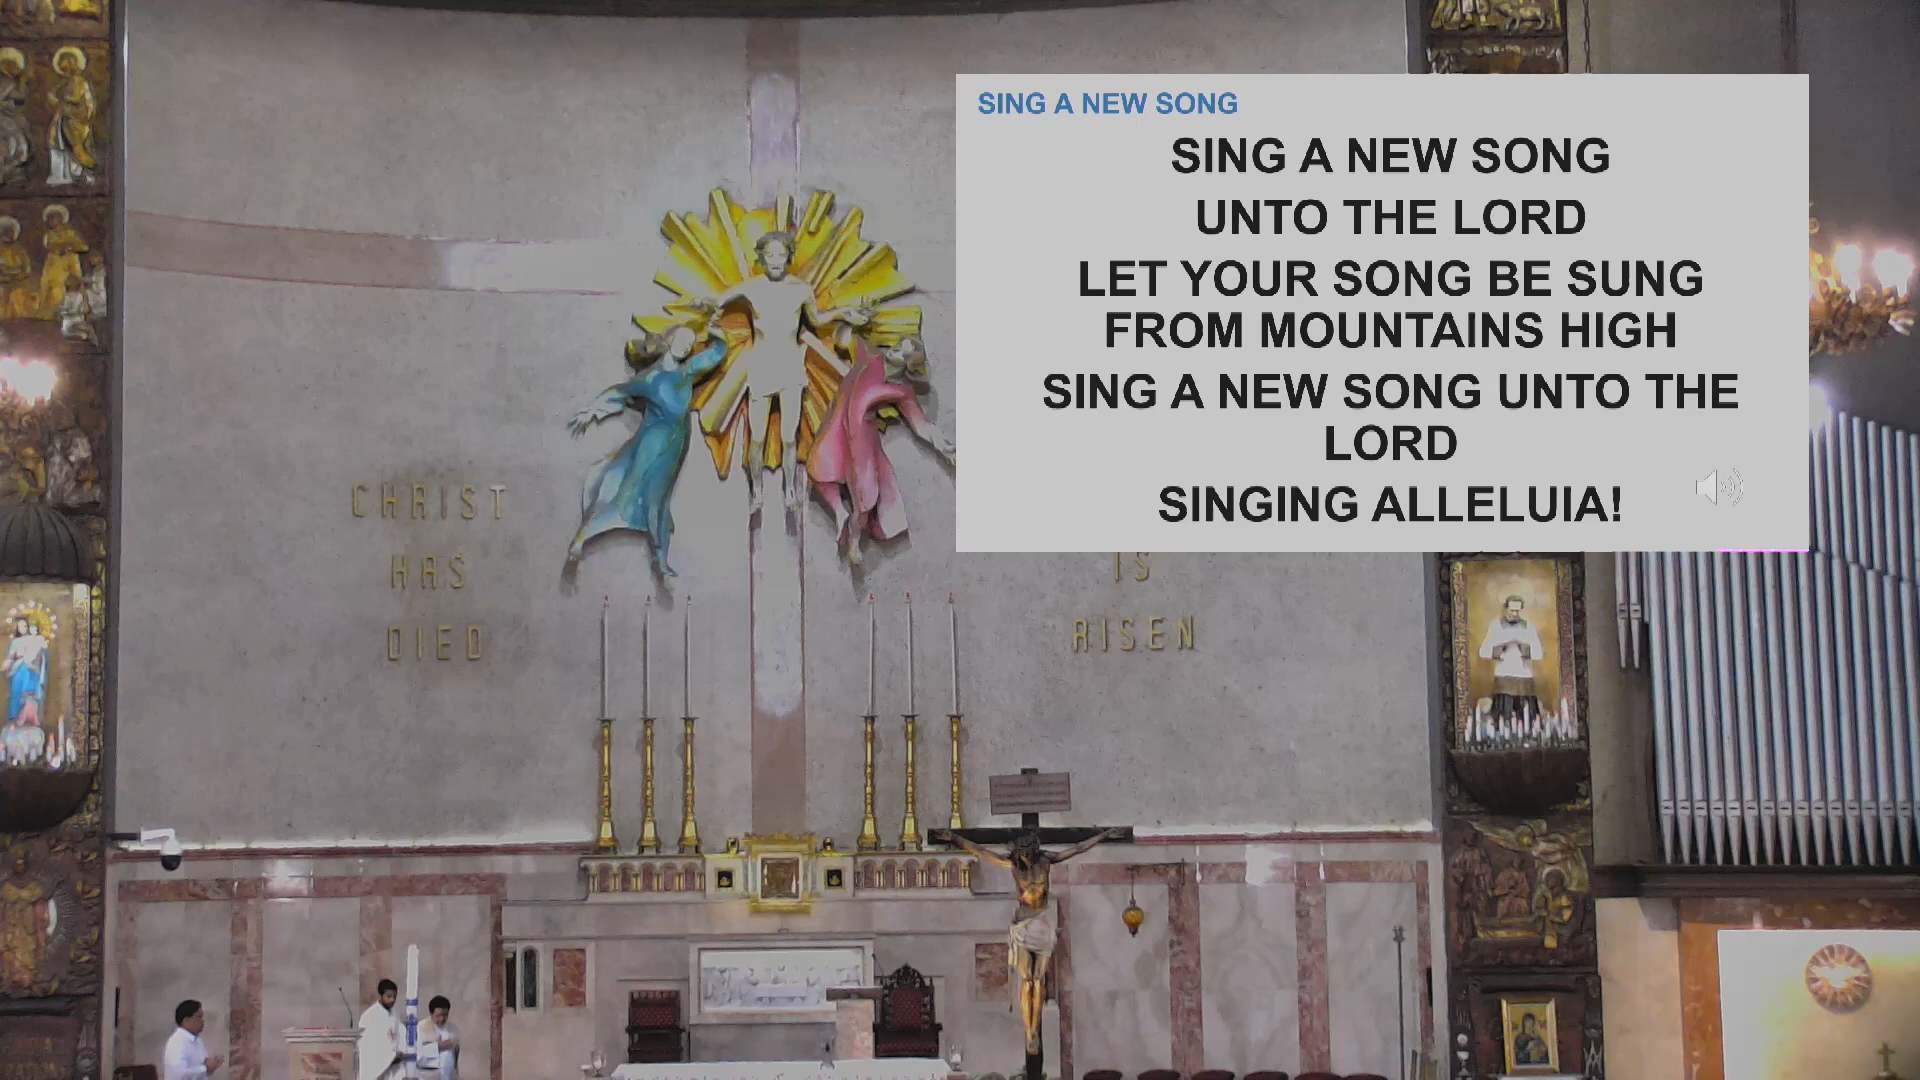 SING A NEW SONG
SING A NEW SONG
UNTO THE LORD
LET YOUR SONG BE SUNG
FROM MOUNTAINS HIGH
SING A NEW SONG UNTO THE
LORD
SINGING ALLELUIA!
CHRIST
HAS
DIED
IS
RISEN